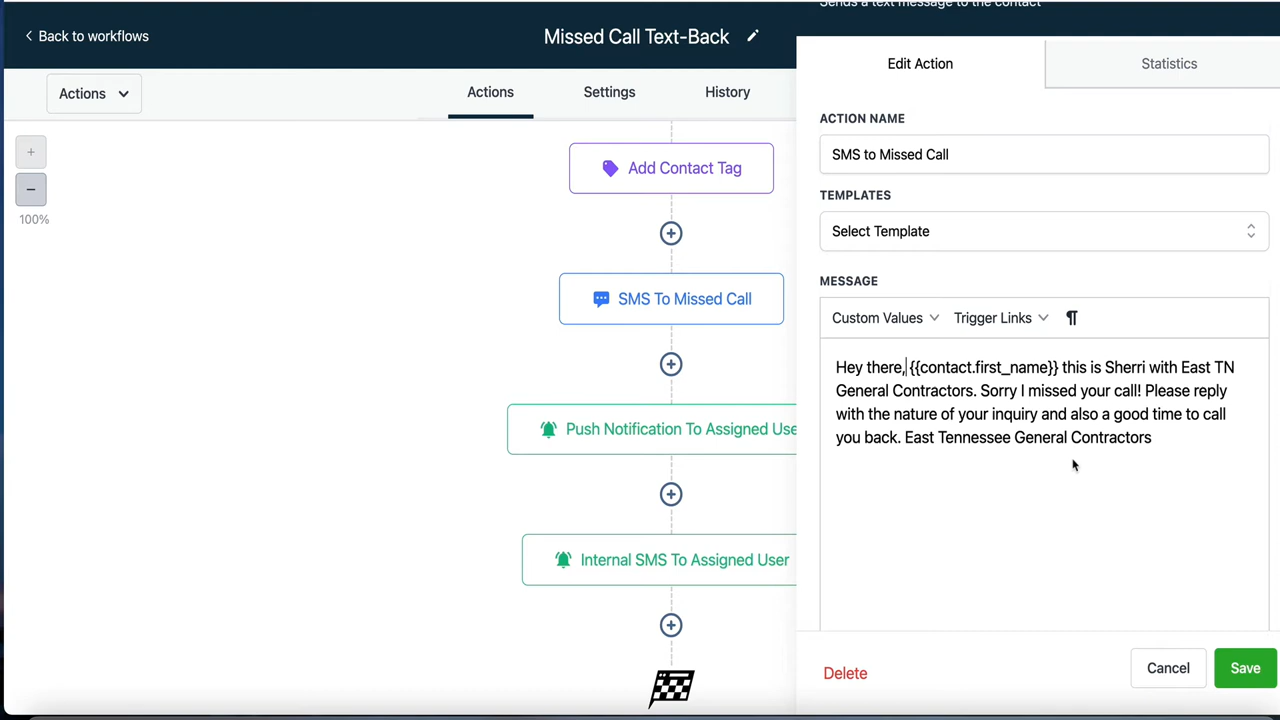 Sends a text message to the contact
Back to workflows
Missed Call Text-Back
Edit Action
Statistics
Actions
Actions
Settings
History
ACTION NAME
SMS to Missed Call
TEMPLATES
Select Template
MESSAGE
Custom Values
Trigger Links
¶
Hey there, {{contact.first_name}} this is Sherri with East TN
General Contractors. Sorry I missed your call! Please reply
with the nature of your inquiry and also a good time to call
you back. East Tennessee General Contractors
+
−
100%
Add Contact Tag
SMS To Missed Call
Push Notification To Assigned Use
Internal SMS To Assigned User
Delete
Cancel
Save